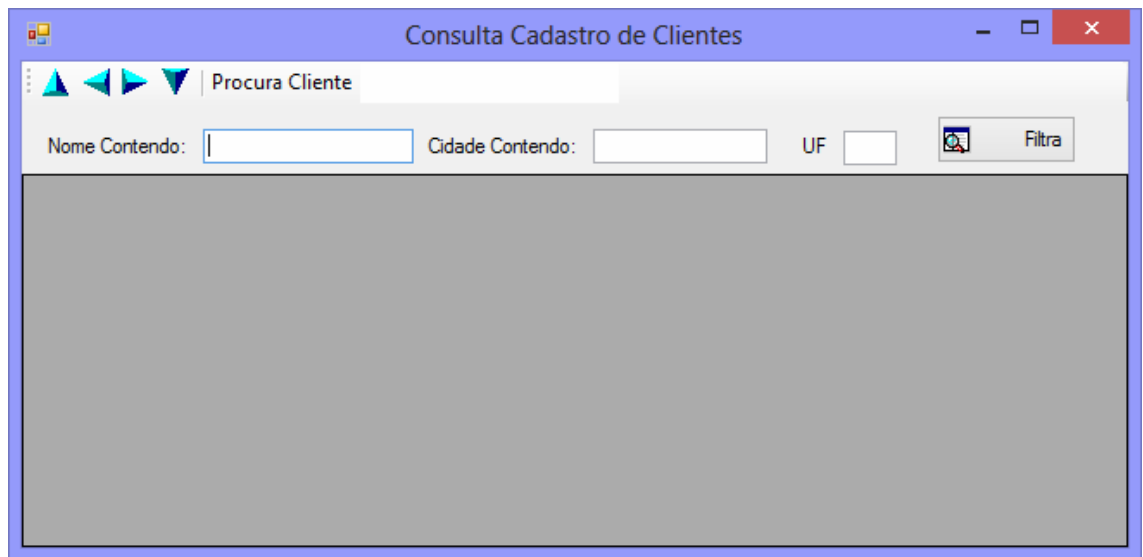 Consulta Cadastro de Clientes
Procura Cliente
Nome Contendo: Cidade Contendo: UF Filtra